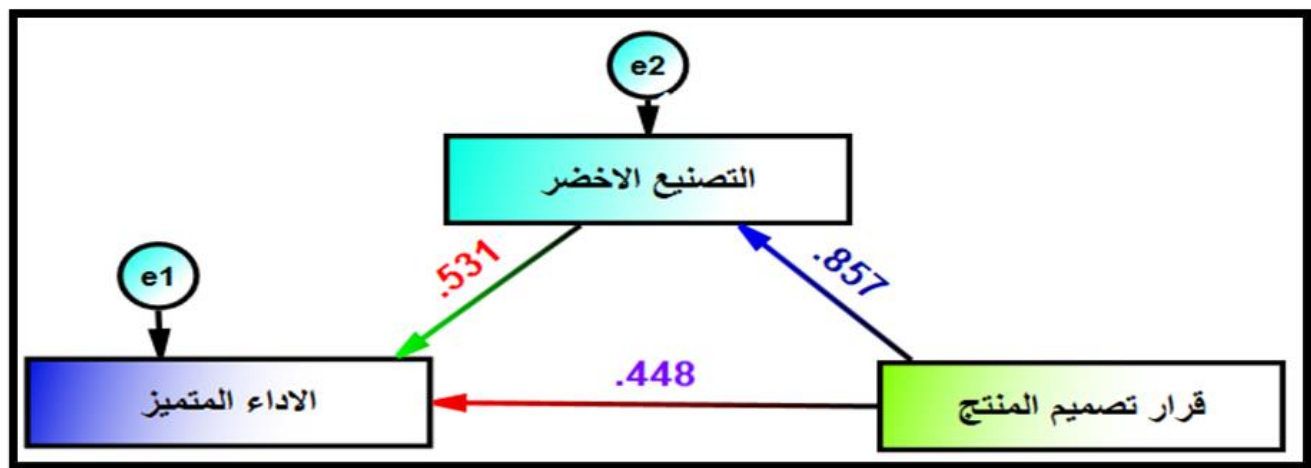 e2
التصنيع الاخضر
.531
.857
e1
.448
الاداء المتميز
قرار تصميم المنتج